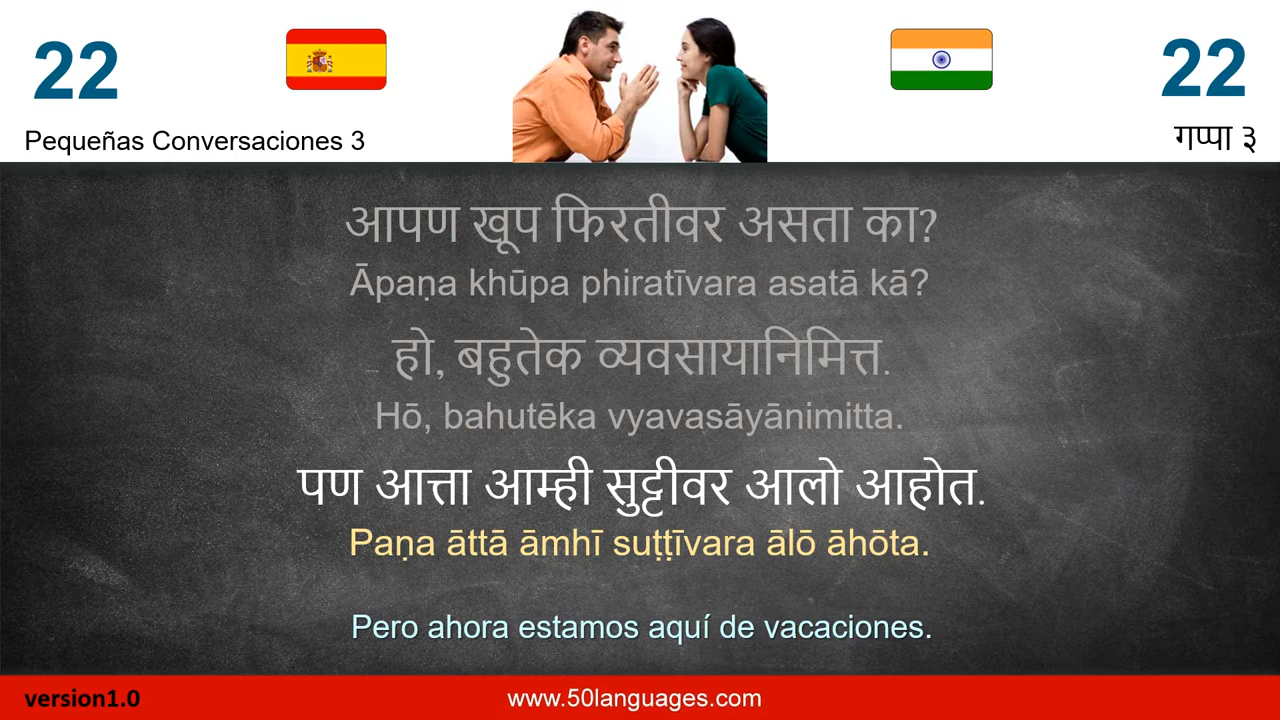 22
22
Pequeñas Conversaciones 3
गप्पा ३
आपण खूप फिरतीवर असता का?
Āpaṇa khūpa phiratīvara asatā kā?
हो, बहुतेक व्यवसायानिमित्त.
Hō, bahutēka vyavasāyānimitta.
पण आत्ता आम्ही सुट्टीवर आलो आहोत.
Paṇa āttā āmhī suṭṭīvara ālō āhōta.
Pero ahora estamos aquí de vacaciones.
version1.0
www.50languages.com